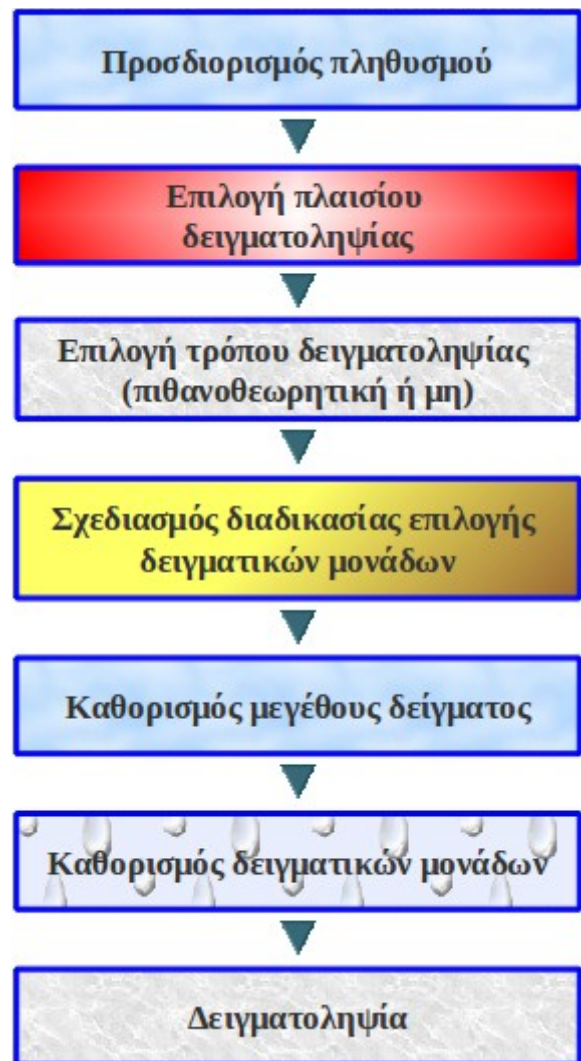 Προσδιορισμός πληθυσμού
Επιλογή πλαισίου
δειγματοληψίας
Επιλογή τρόπου δειγματοληψίας
(πιθανοθεωρητική ή μη)
Σχεδιασμός διαδικασίας επιλογής
δειγματικών μονάδων
Καθορισμός μεγέθους δείγματος
Καθορισμός δειγματικών μονάδων
Δειγματοληψία